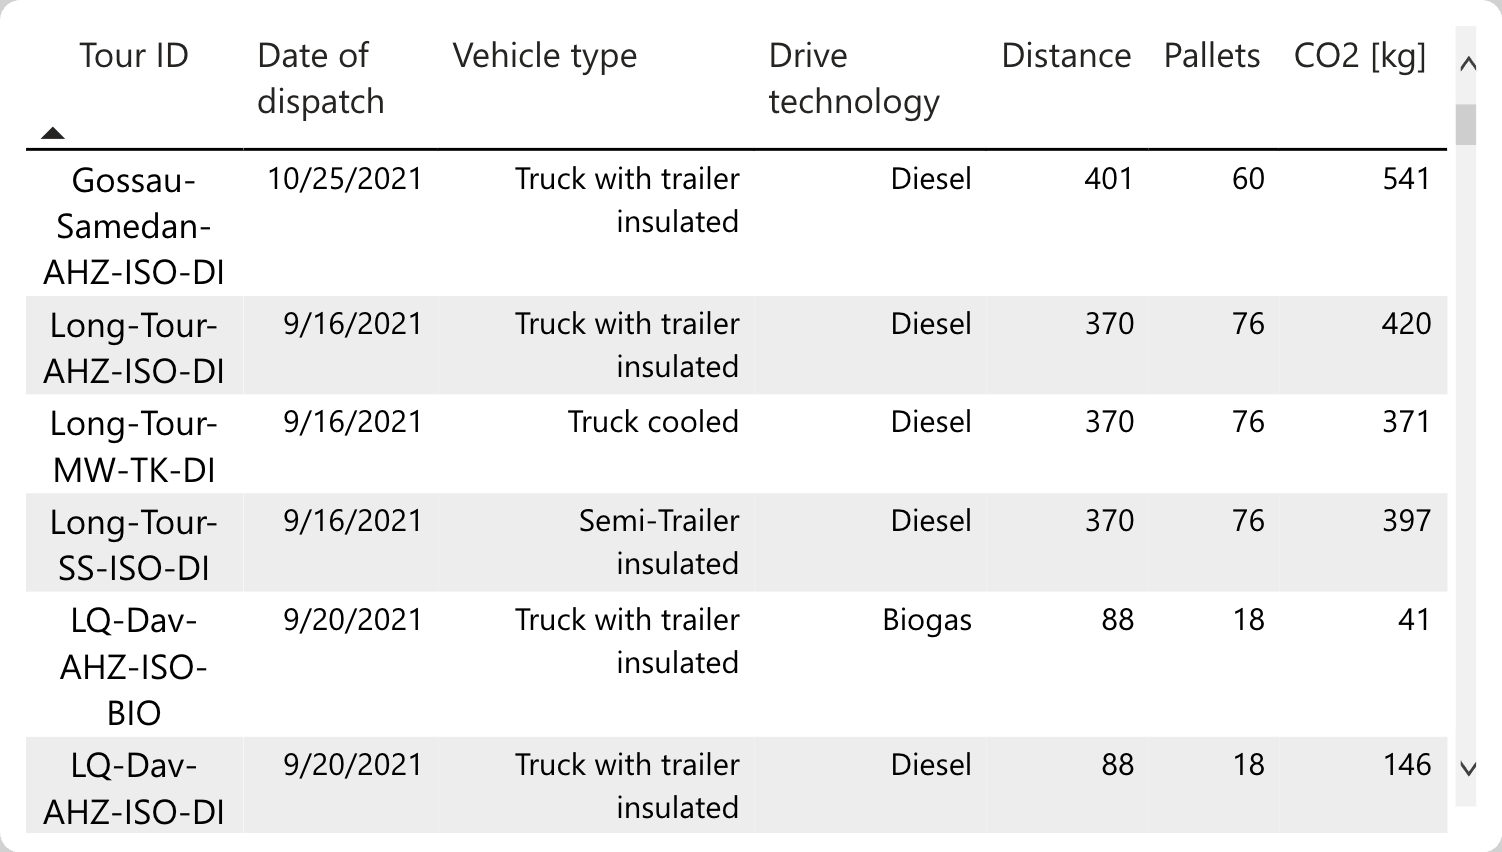 Tour ID Date of dispatch Vehicle type Drive technology Distance Pallets CO2 [kg]
Gossau-Samedan-AHZ-ISO-DI 10/25/2021 Truck with trailer insulated Diesel 401 60 541
Long-Tour-AHZ-ISO-DI 9/16/2021 Truck with trailer insulated Diesel 370 76 420
Long-Tour-MW-TK-DI 9/16/2021 Truck cooled Diesel 370 76 371
Long-Tour-SS-ISO-DI 9/16/2021 Semi-Trailer insulated Diesel 370 76 397
LQ-Dav-AHZ-ISO-BIO 9/20/2021 Truck with trailer insulated Biogas 88 18 41
LQ-Dav-AHZ-ISO-DI 9/20/2021 Truck with trailer insulated Diesel 88 18 146